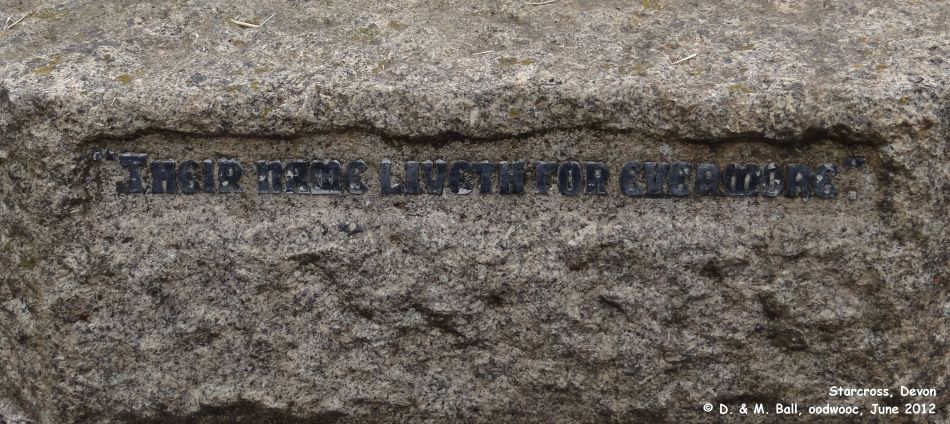 "Their name liveth for evermore".
Starcross, Devon
© D. & M. Ball, oodwooc, June 2012